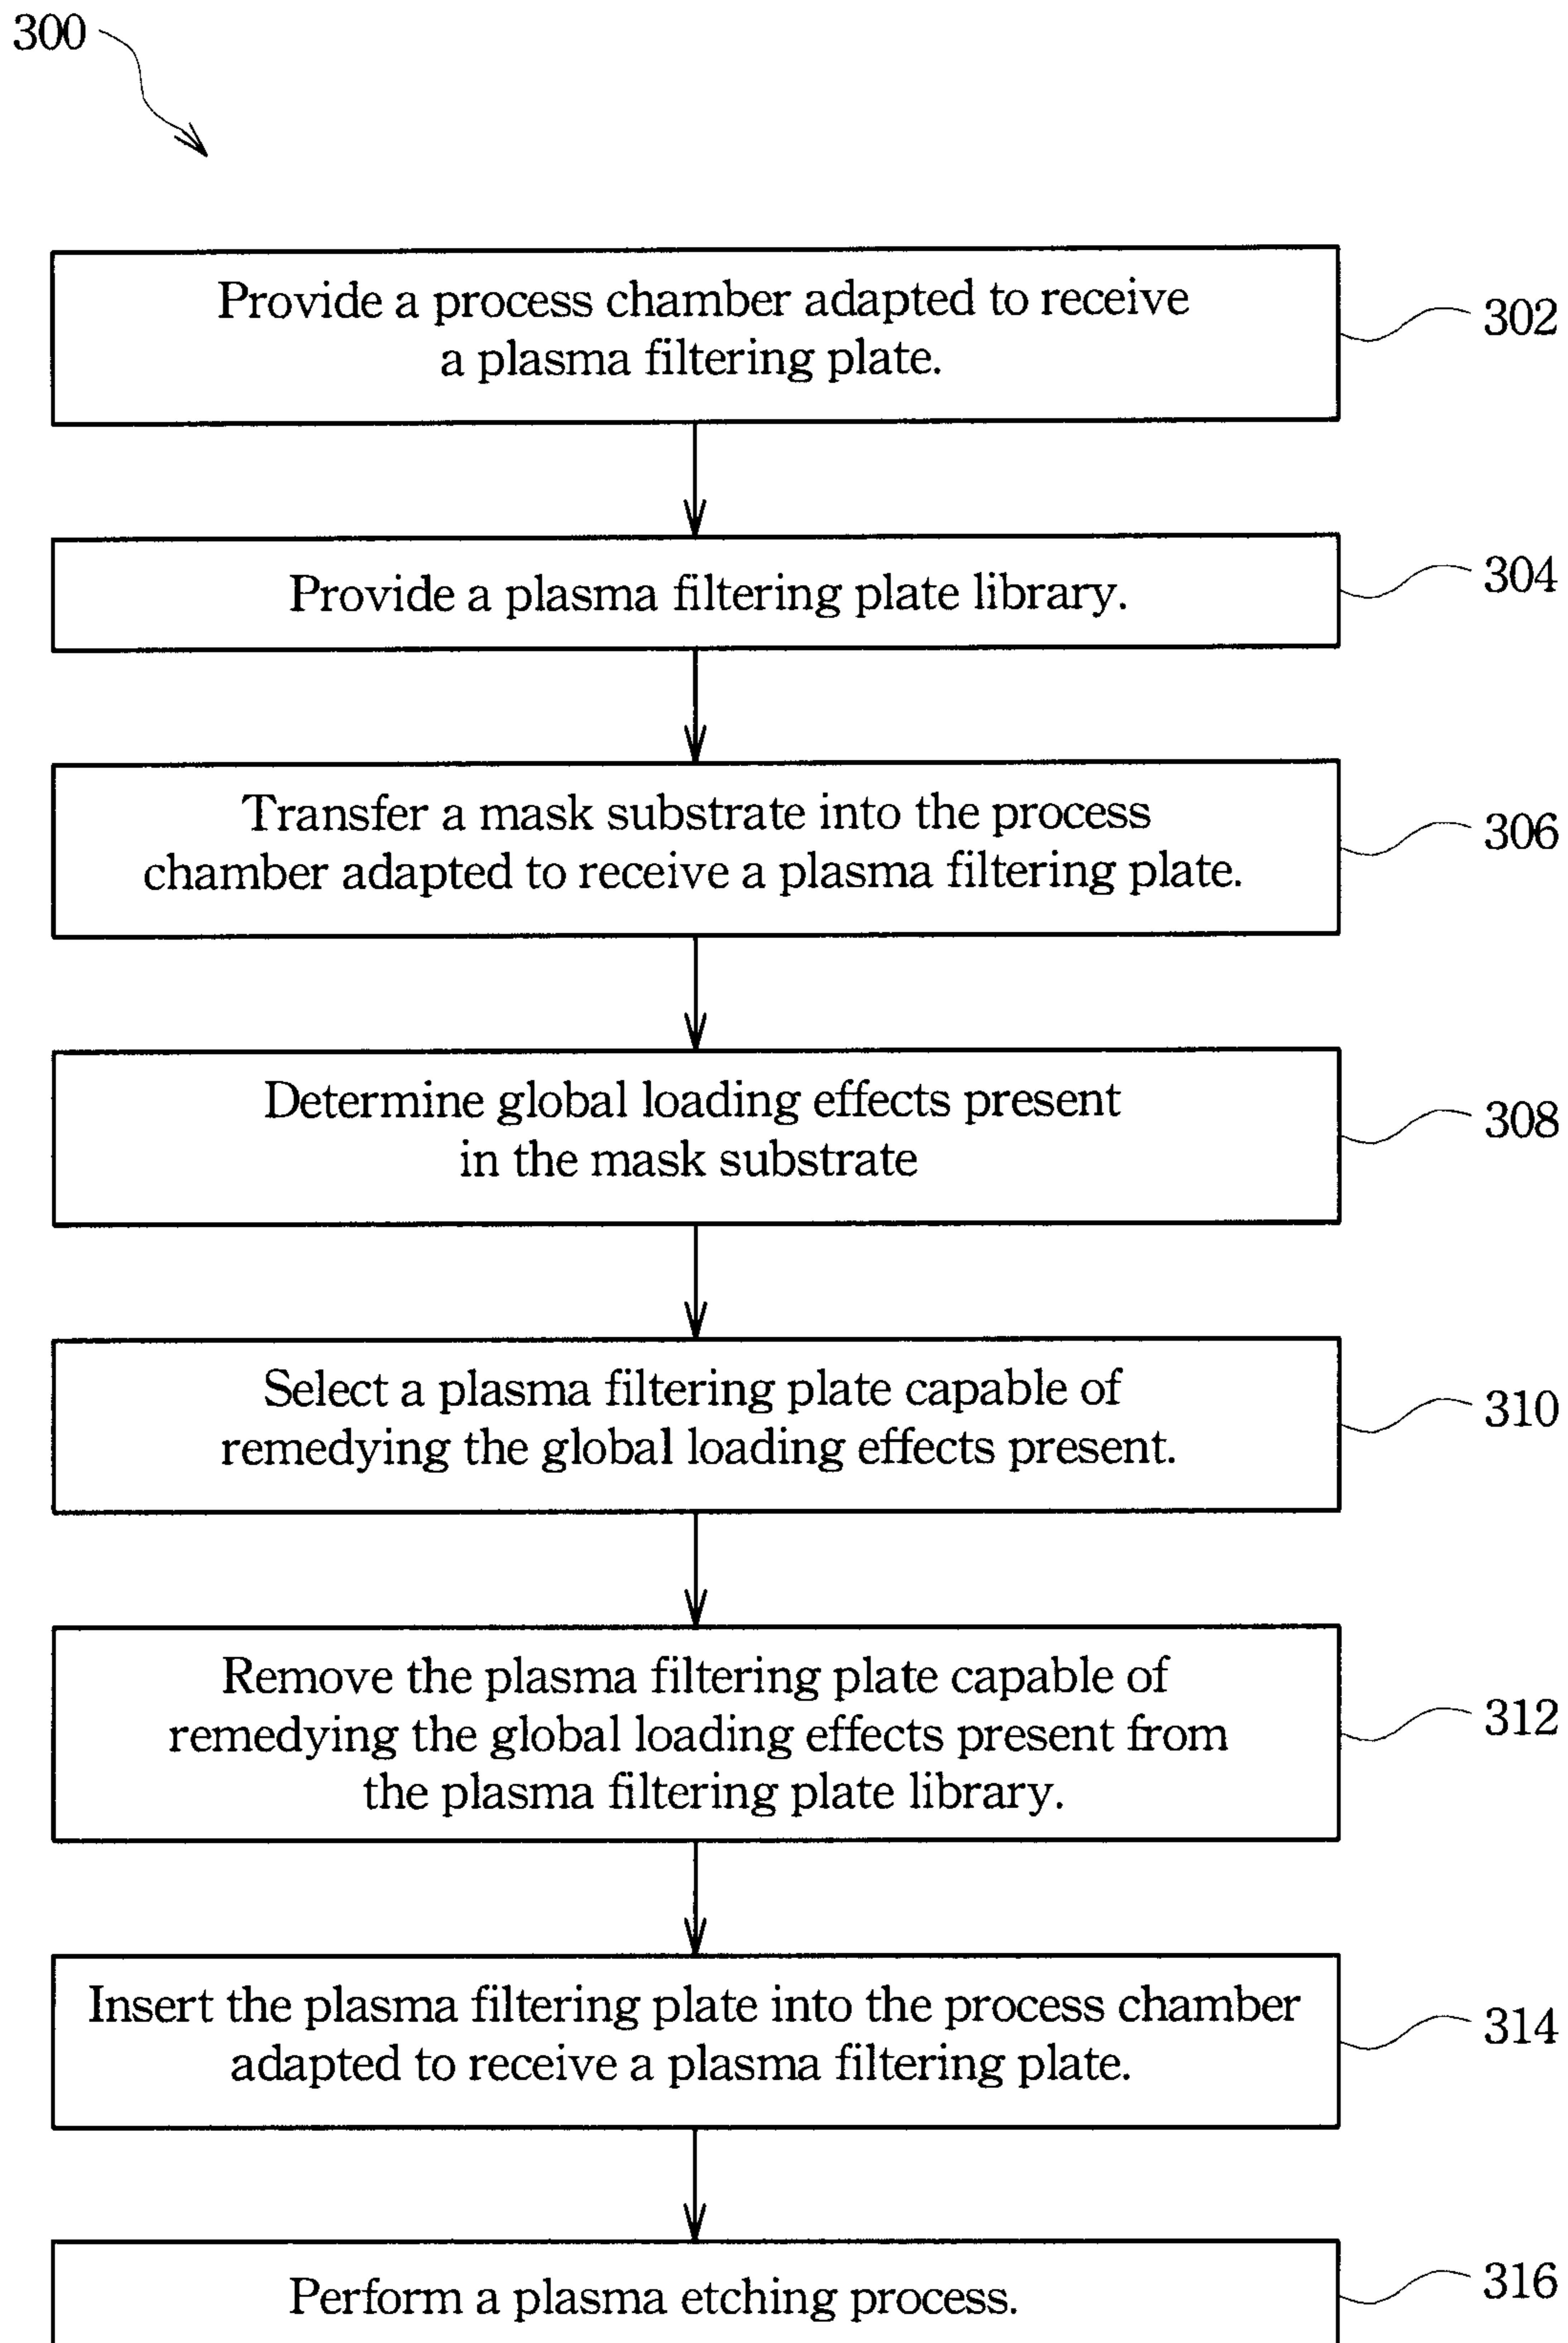 300
Provide a process chamber adapted to receive
a plasma filtering plate.
302
Provide a plasma filtering plate library.
304
Transfer a mask substrate into the process
chamber adapted to receive a plasma filtering plate.
306
Determine global loading effects present
in the mask substrate
308
Select a plasma filtering plate capable of
remedying the global loading effects present.
310
Remove the plasma filtering plate capable of
remedying the global loading effects present from
the plasma filtering plate library.
312
Insert the plasma filtering plate into the process chamber
adapted to receive a plasma filtering plate.
314
Perform a plasma etching process.
316